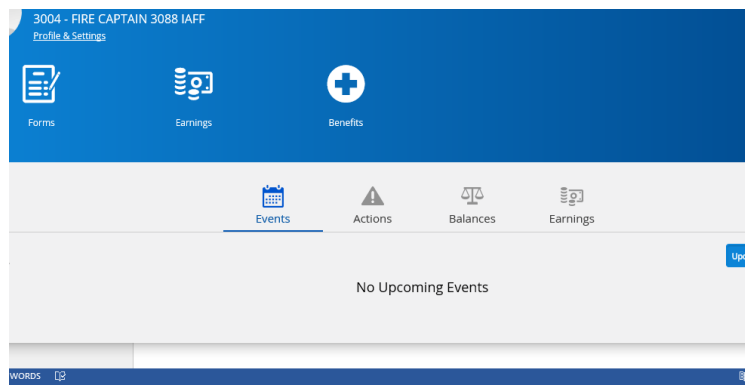 3004 - FIRE CAPTAIN 3088 IAFF
Profile & Settings
Forms Earnings Benefits
Events Actions Balances Earnings
No Upcoming Events
WORDS